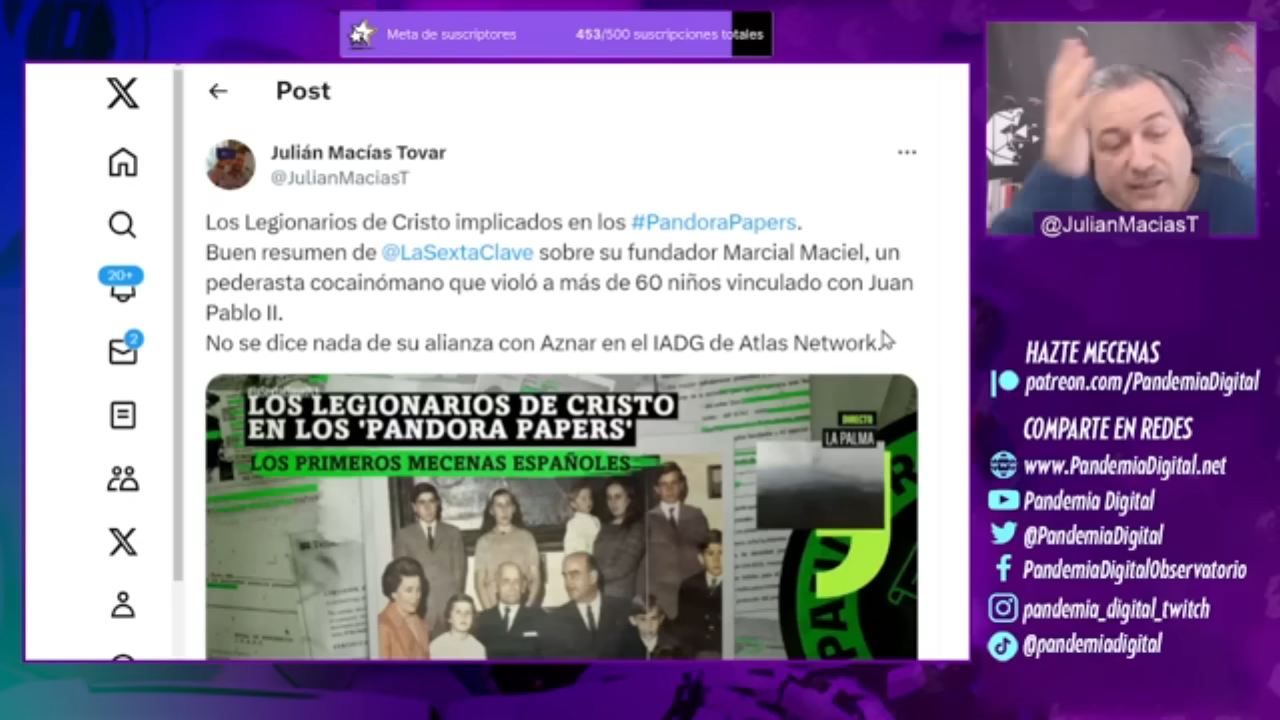 Meta de suscriptores
453/500 suscripciones totales
Post
Julián Macías Tovar
@JulianMaciasT
20+
2
Los Legionarios de Cristo implicados en los #PandoraPapers.
Buen resumen de @LaSextaClave sobre su fundador Marcial Maciel, un
pederasta cocainómano que violó a más de 60 niños vinculado con Juan
Pablo II.
No se dice nada de su alianza con Aznar en el IADG de Atlas Network.
LOS LEGIONARIOS DE CRISTO
EN LOS 'PANDORA PAPERS'
LOS PRIMEROS MECENAS ESPAÑOLES
DIRECTO
LA PALMA
@JulianMaciasT
HAZTE MECENAS
patreon.com/PandemiaDigital
COMPARTE EN REDES
www.PandemiaDigital.net
Pandemia Digital
@PandemiaDigital
PandemiaDigitalObservatorio
pandemia_digital_twitch
@pandemiadigital